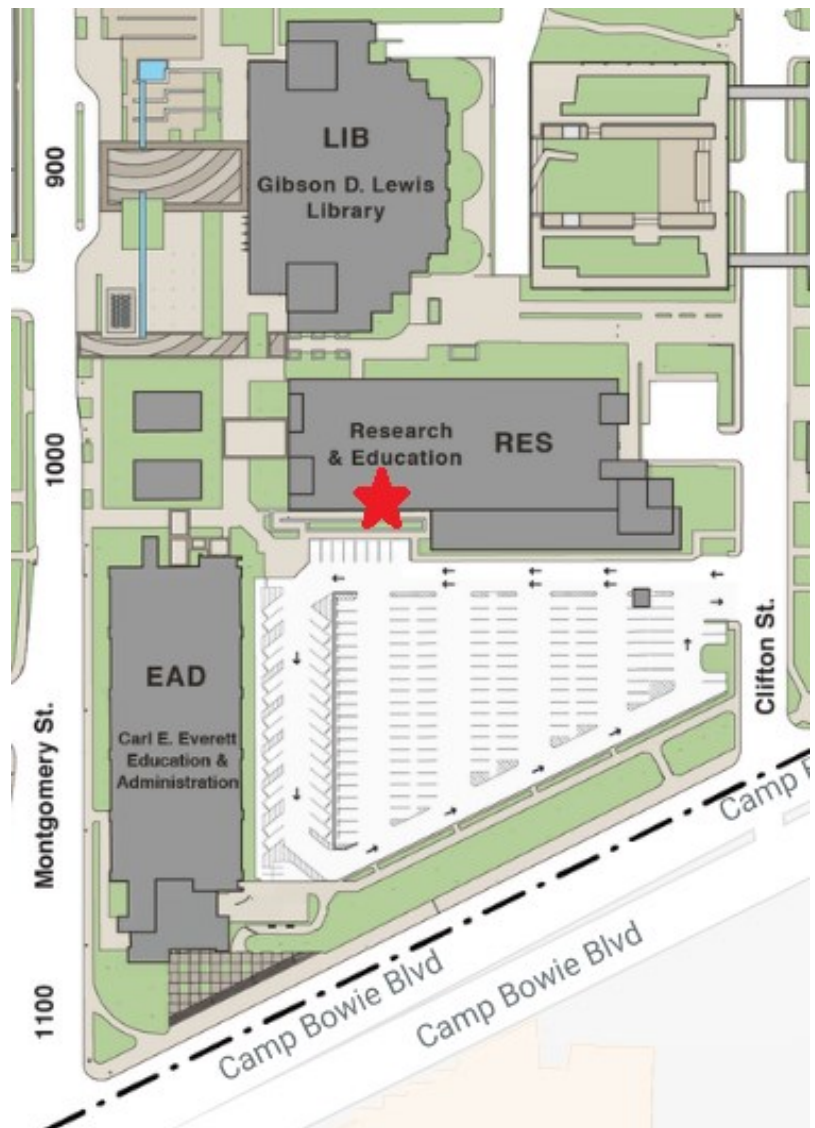 LIB
Gibson D. Lewis
Library
900
Research
& Education
RES
1000
EAD
Carl E. Everett
Education &
Administration
Montgomery St.
Clifton St.
Camp
Camp Bowie Blvd
Camp Bowie Blvd
1100